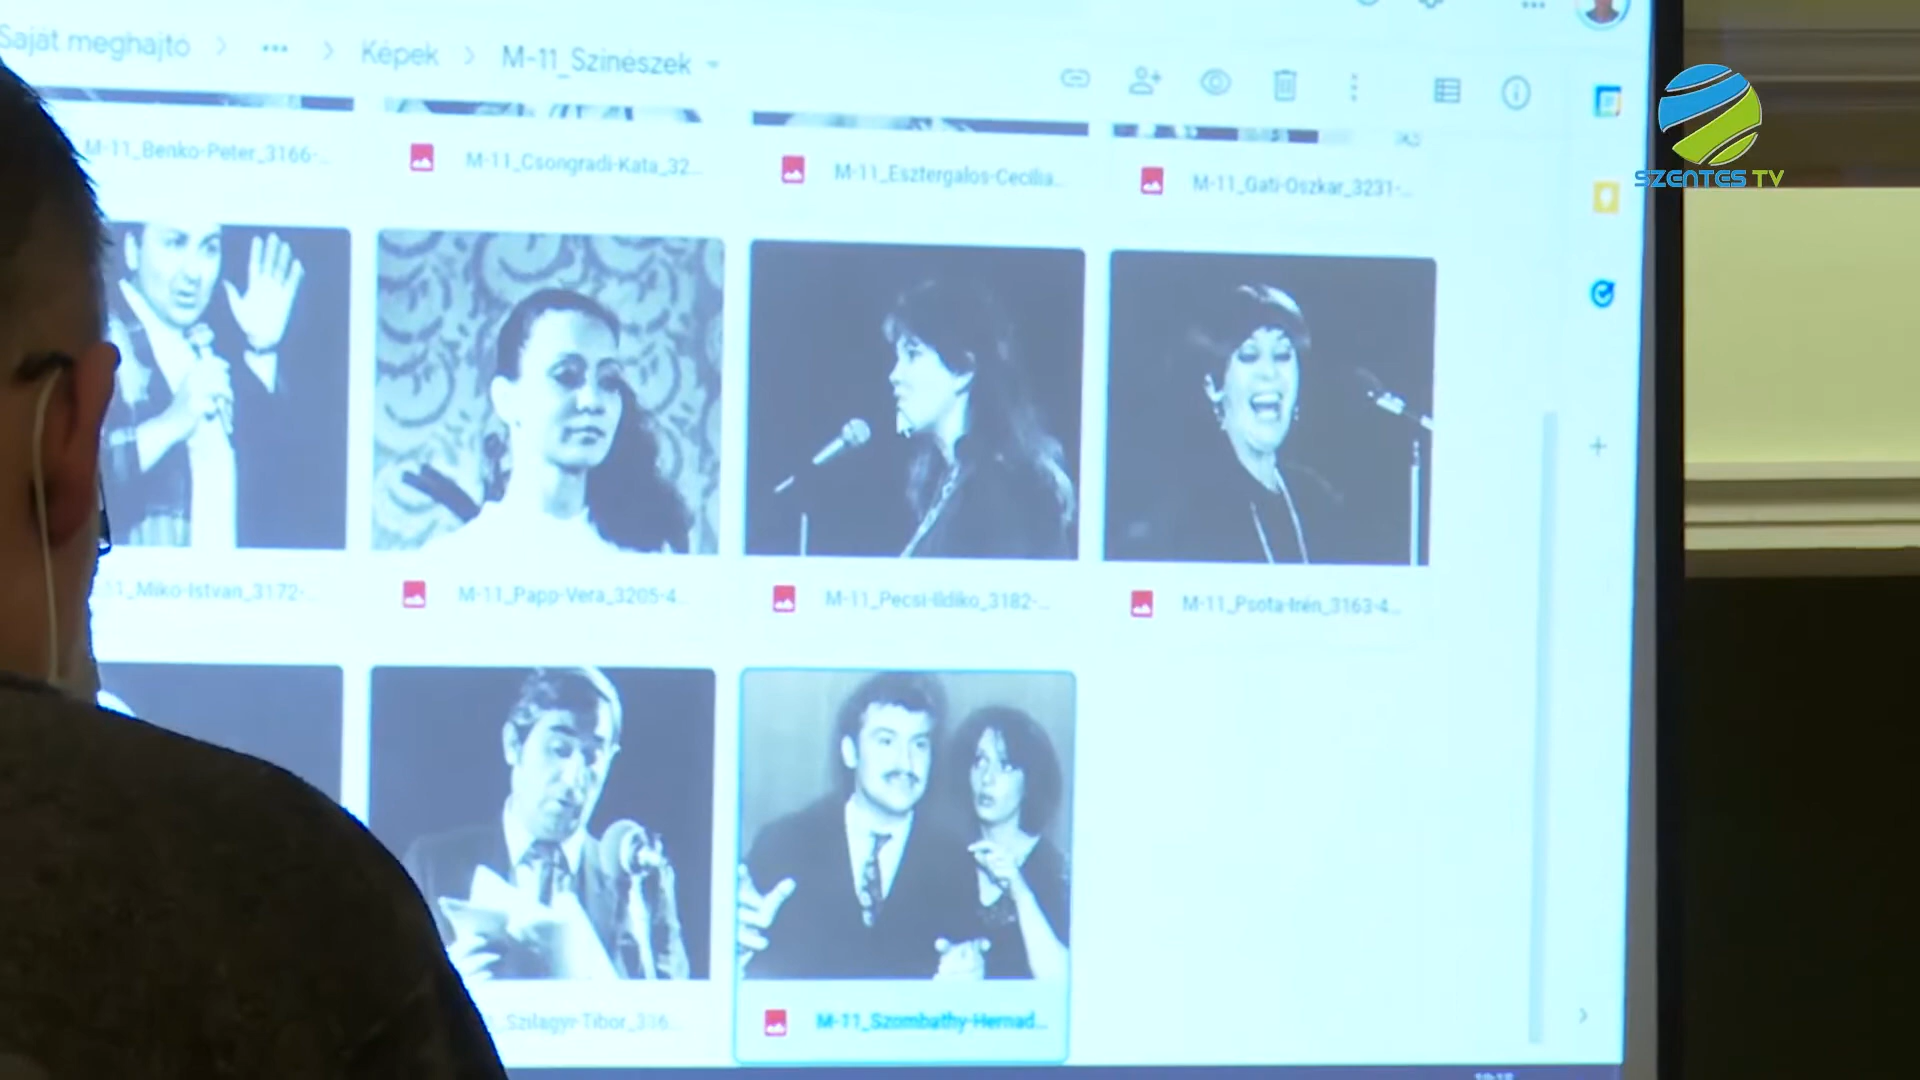 Saját meghajtó > ... > Képek > M-11_Színészek
SZENTES TV
M-11_Benko-Peter_3166-...
M-11_Csongradi-Kata_32...
M-11_Esztergalos-Cecilia...
M-11_Gati-Oszkar_3231-...
11_Miko-Istvan_3172-...
M-11_Papp-Vera_3205-4...
M-11_Pecsi-Ildiko_3182-...
M-11_Psota-Irén_3163-4...
Szilagyi-Tibor_316...
M-11_Szombathy-Hernad...